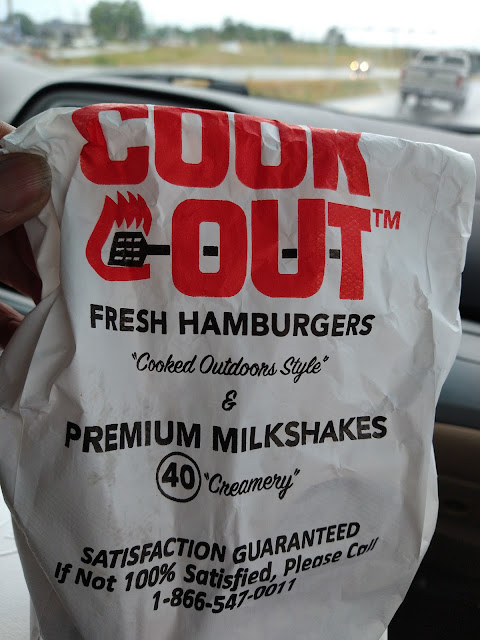 COOK
OUT™
FRESH HAMBURGERS
"Cooked Outdoors Style"
&
PREMIUM MILKSHAKES
40 "Creamery"
SATISFACTION GUARANTEED
If Not 100% Satisfied, Please Call
1-866-547-0011